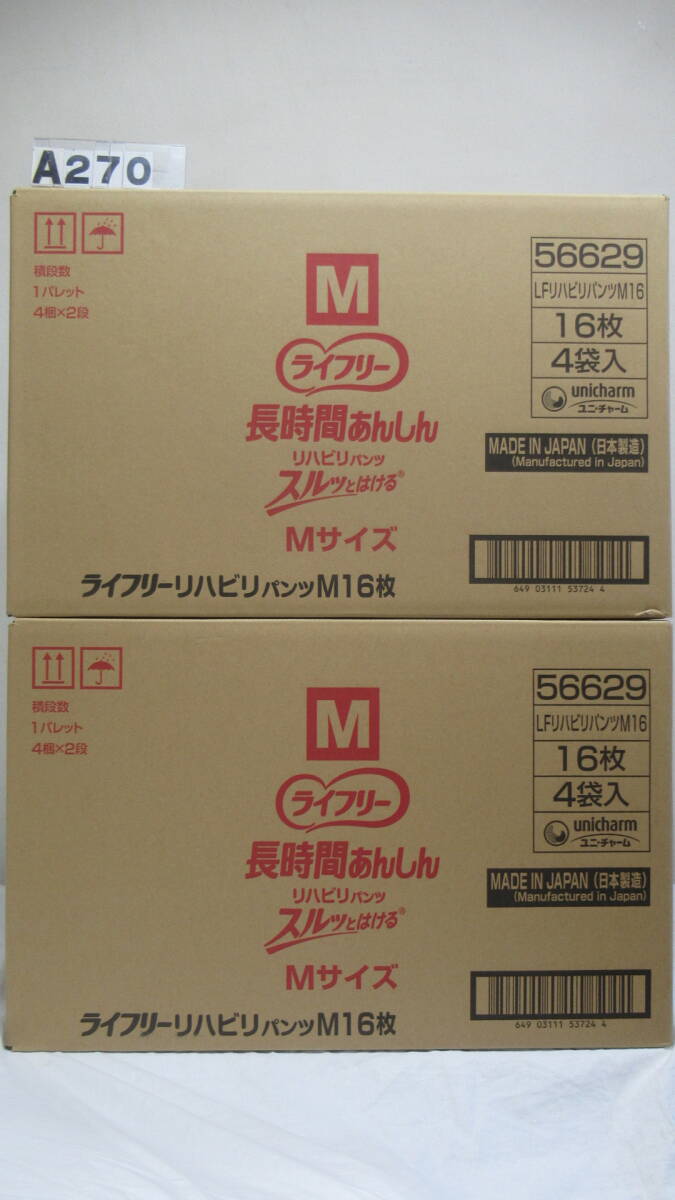 A270
積段数
1パレット
4梱×2段
M
ライフリー
長時間あんしん
リハビリパンツ
スルッとはける®
Mサイズ
ライフリーリハビリパンツM16枚
56629
LFリハビリパンツM16
16枚
4袋入
unicharm
ユニ・チャーム
MADE IN JAPAN (日本製造)
(Manufactured in Japan)
649 03111 53724 4
積段数
1パレット
4梱×2段
M
ライフリー
長時間あんしん
リハビリパンツ
スルッとはける®
Mサイズ
ライフリーリハビリパンツM16枚
56629
LFリハビリパンツM16
16枚
4袋入
unicharm
ユニ・チャーム
MADE IN JAPAN (日本製造)
(Manufactured in Japan)
649 03111 53724 4